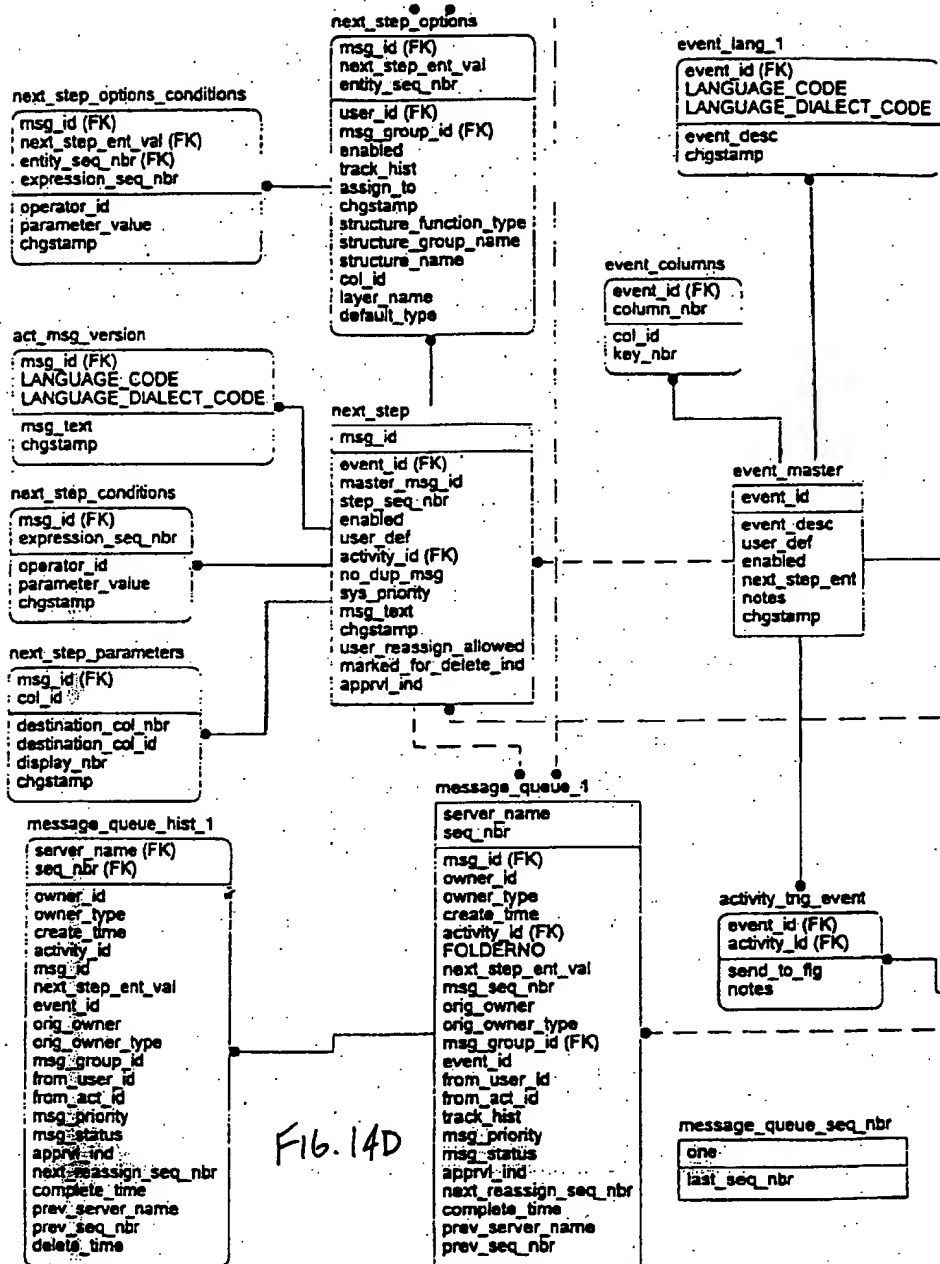 next_step_options
msg_id (FK)
next_step_ent_val
entity_seq_nbr
user_id (FK)
msg_group_id (FK)
enabled
track_hist
assign_to
chgstamp
structure_function_type
structure_group_name
structure_name
col_id
layer_name
default_type
event_lang_1
event_id (FK)
LANGUAGE_CODE
LANGUAGE_DIALECT_CODE
event_desc
chgstamp
next_step_options_conditions
msg_id (FK)
next_step_ent_val (FK)
entity_seq_nbr (FK)
expression_seq_nbr
operator_id
parameter_value
chgstamp
event_columns
event_id (FK)
column_nbr
col_id
key_nbr
act_msg_version
msg_id (FK)
LANGUAGE_CODE
LANGUAGE_DIALECT_CODE
msg_text
chgstamp
next_step
msg_id
event_id (FK)
master_msg_id
step_seq_nbr
enabled
user_def
activity_id (FK)
no_dup_msg
sys_priority
msg_text
chgstamp
user_reassign_allowed
marked_for_delete_ind
apprvl_ind
event_master
event_id
event_desc
user_def
enabled
next_step_ent
notes
chgstamp
next_step_conditions
msg_id (FK)
expression_seq_nbr
operator_id
parameter_value
chgstamp
next_step_parameters
msg_id (FK)
col_id
destination_col_nbr
destination_col_id
display_nbr
chgstamp
message_queue_hist_1
server_name (FK)
seq_nbr (FK)
owner_id
owner_type
create_time
activity_id
msg_id
next_step_ent_val
event_id
orig_owner
orig_owner_type
msg_group_id
from_user_id
from_act_id
msg_priority
msg_status
apprvl_ind
next_reassign_seq_nbr
complete_time
prev_server_name
prev_seq_nbr
delete_time
FIG. 14D
message_queue_1
server_name
seq_nbr
msg_id (FK)
owner_id
owner_type
create_time
activity_id (FK)
FOLDERNO
next_step_ent_val
msg_seq_nbr
orig_owner
orig_owner_type
msg_group_id (FK)
event_id
from_user_id
from_act_id
track_hist
msg_priority
msg_status
apprvl_ind
next_reassign_seq_nbr
complete_time
prev_server_name
prev_seq_nbr
activity_trig_event
event_id (FK)
activity_id (FK)
send_to_flg
notes
message_queue_seq_nbr
one
last_seq_nbr